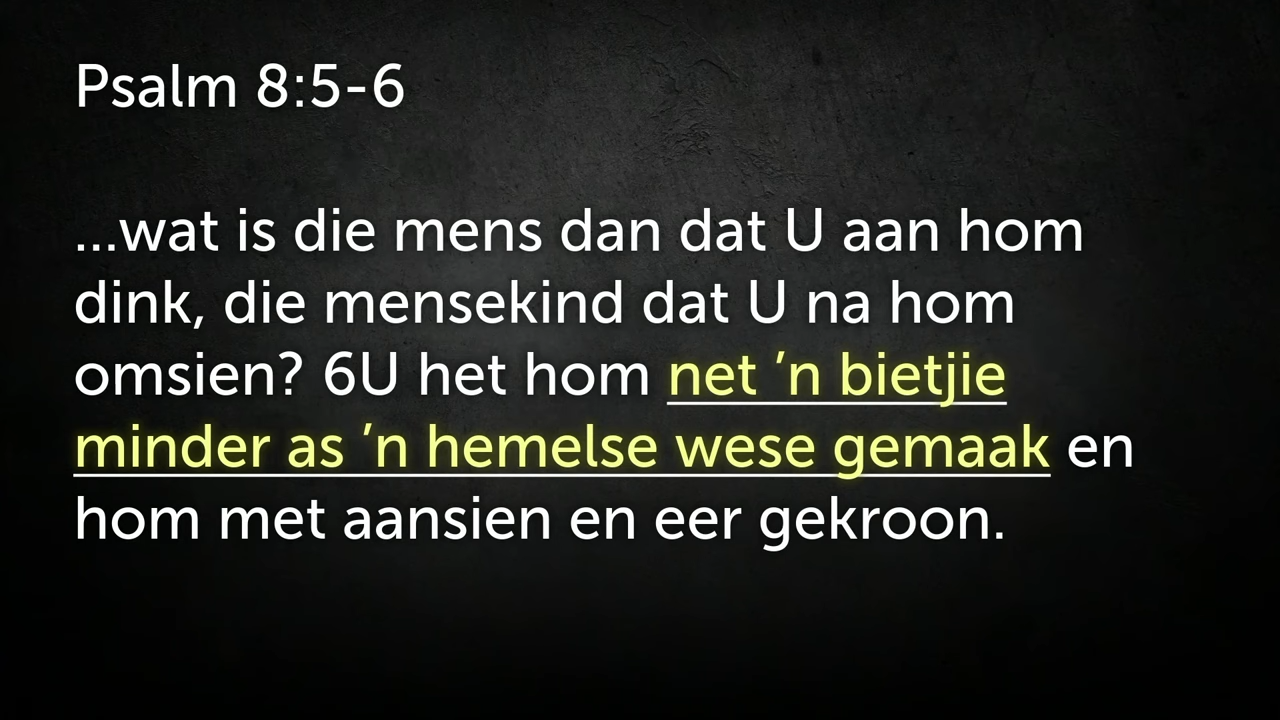 Psalm 8:5-6
...wat is die mens dan dat U aan hom
dink, die mensekind dat U na hom
omsien? 6U het hom net ’n bietjie
minder as ’n hemelse wese gemaak en
hom met aansien en eer gekroon.